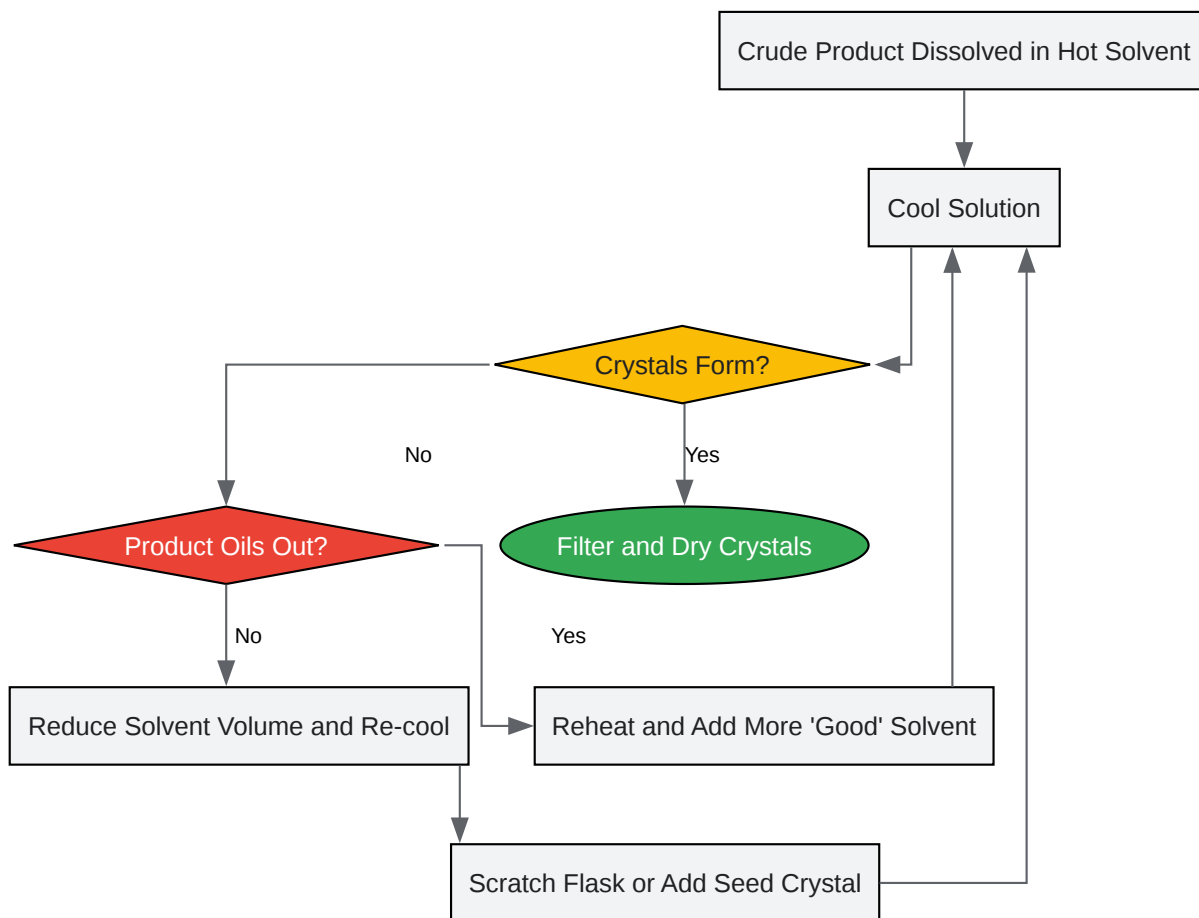 Crude Product Dissolved in Hot Solvent
Cool Solution
Crystals Form?
No
Yes
Product Oils Out?
Filter and Dry Crystals
No
Yes
Reduce Solvent Volume and Re-cool
Reheat and Add More 'Good' Solvent
Scratch Flask or Add Seed Crystal